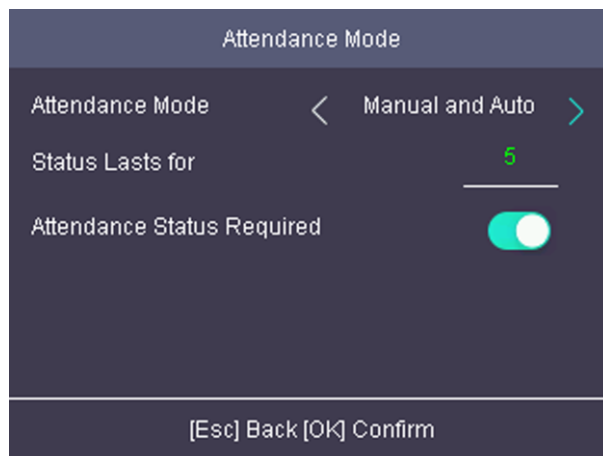 Attendance Mode
Attendance Mode < Manual and Auto >
Status Lasts for 5
Attendance Status Required
[Esc] Back [OK] Confirm